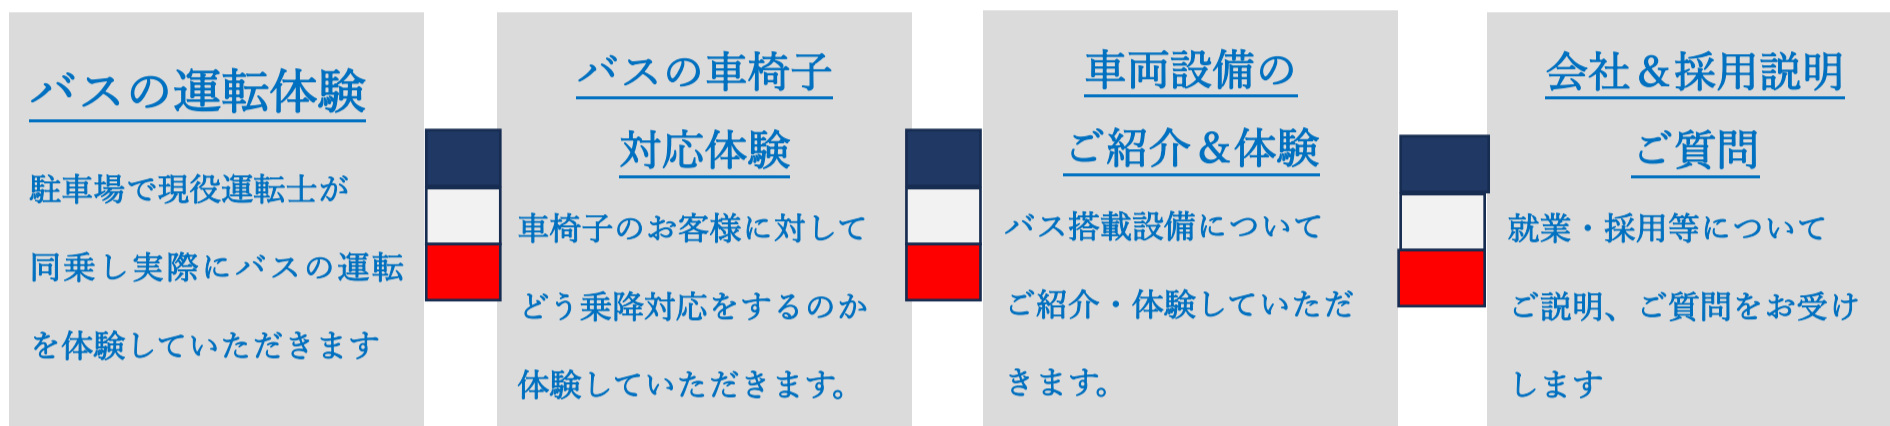 バスの運転体験
駐車場で現役運転士が
同乗し実際にバスの運転
を体験していただきます
バスの車椅子
対応体験
車椅子のお客様に対して
どう乗降対応をするのか
体験していただきます。
車両設備の
ご紹介＆体験
バス搭載設備について
ご紹介・体験していただ
きます。
会社＆採用説明
ご質問
就業・採用等について
ご説明、ご質問をお受け
します